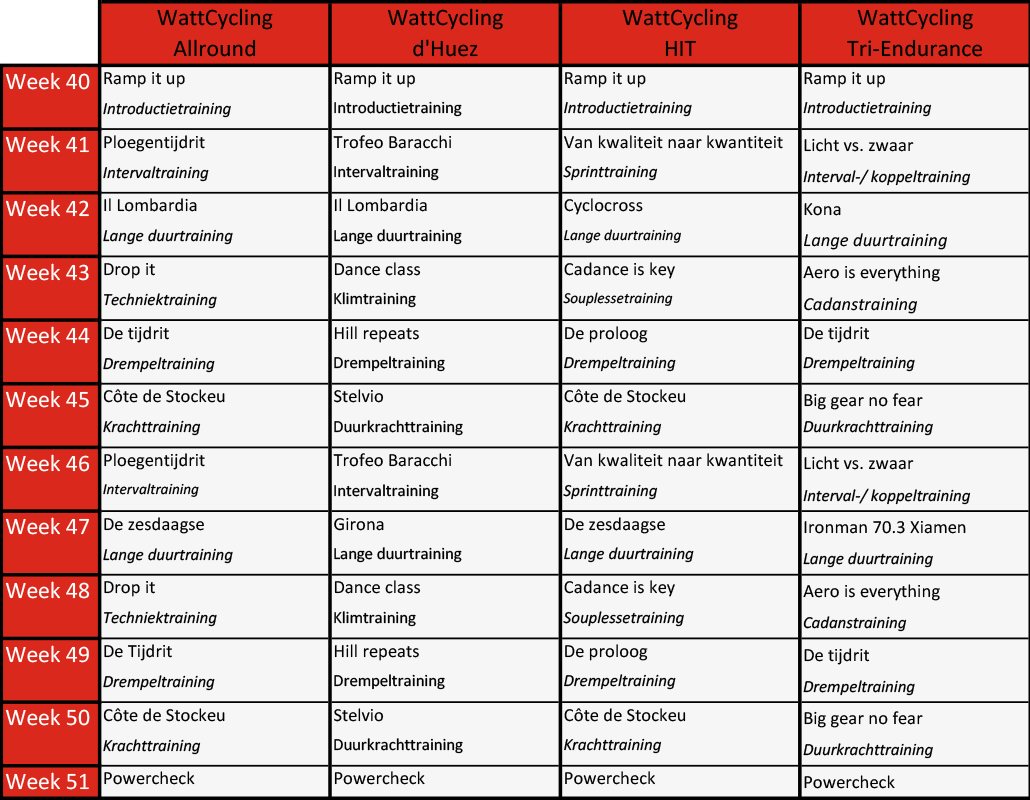 WattCycling
Allround
WattCycling
d'Huez
WattCycling
HIT
WattCycling
Tri-Endurance
Week 40
Ramp it up
Introductietraining
Ramp it up
Introductietraining
Ramp it up
Introductietraining
Ramp it up
Introductietraining
Week 41
Ploegentijdrit
Intervaltraining
Trofeo Baracchi
Intervaltraining
Van kwaliteit naar kwantiteit
Sprinttraining
Licht vs. zwaar
Interval-/ koppeltraining
Week 42
Il Lombardia
Lange duurtraining
Il Lombardia
Lange duurtraining
Cyclocross
Lange duurtraining
Kona
Lange duurtraining
Week 43
Drop it
Techniektraining
Dance class
Klimtraining
Cadance is key
Souplessetraining
Aero is everything
Cadanstraining
Week 44
De tijdrit
Drempeltraining
Hill repeats
Drempeltraining
De proloog
Drempeltraining
De tijdrit
Drempeltraining
Week 45
Côte de Stockeu
Krachttraining
Stelvio
Duurkrachttraining
Côte de Stockeu
Krachttraining
Big gear no fear
Duurkrachttraining
Week 46
Ploegentijdrit
Intervaltraining
Trofeo Baracchi
Intervaltraining
Van kwaliteit naar kwantiteit
Sprinttraining
Licht vs. zwaar
Interval-/ koppeltraining
Week 47
De zesdaagse
Lange duurtraining
Girona
Lange duurtraining
De zesdaagse
Lange duurtraining
Ironman 70.3 Xiamen
Lange duurtraining
Week 48
Drop it
Techniektraining
Dance class
Klimtraining
Cadance is key
Souplessetraining
Aero is everything
Cadanstraining
Week 49
De Tijdrit
Drempeltraining
Hill repeats
Drempeltraining
De proloog
Drempeltraining
De tijdrit
Drempeltraining
Week 50
Côte de Stockeu
Krachttraining
Stelvio
Duurkrachttraining
Côte de Stockeu
Krachttraining
Big gear no fear
Duurkrachttraining
Week 51
Powercheck
Powercheck
Powercheck
Powercheck